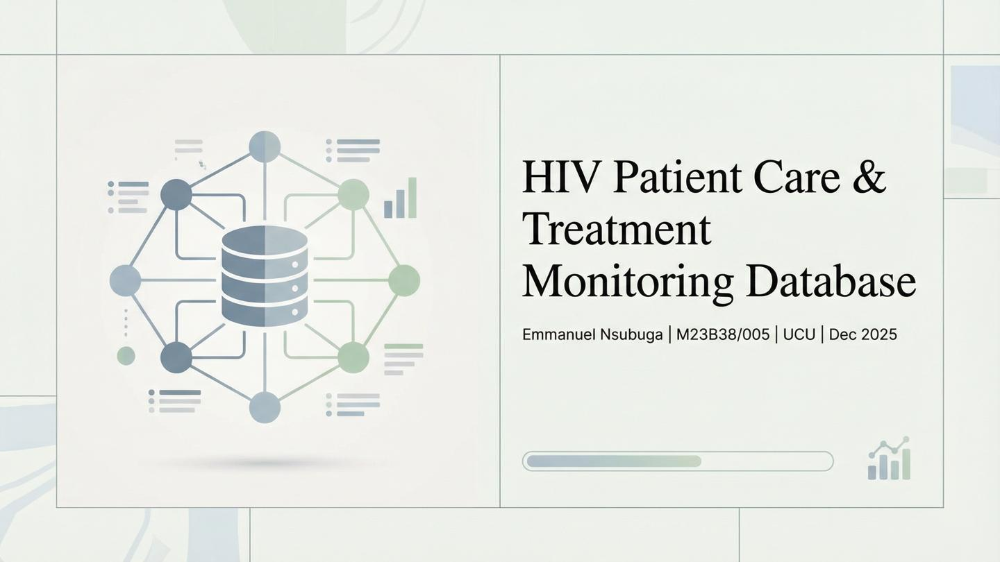 HIV Patient Care &
Treatment
Monitoring Database
Emmanuel Nsubuga | M23B38/005 | UCU | Dec 2025